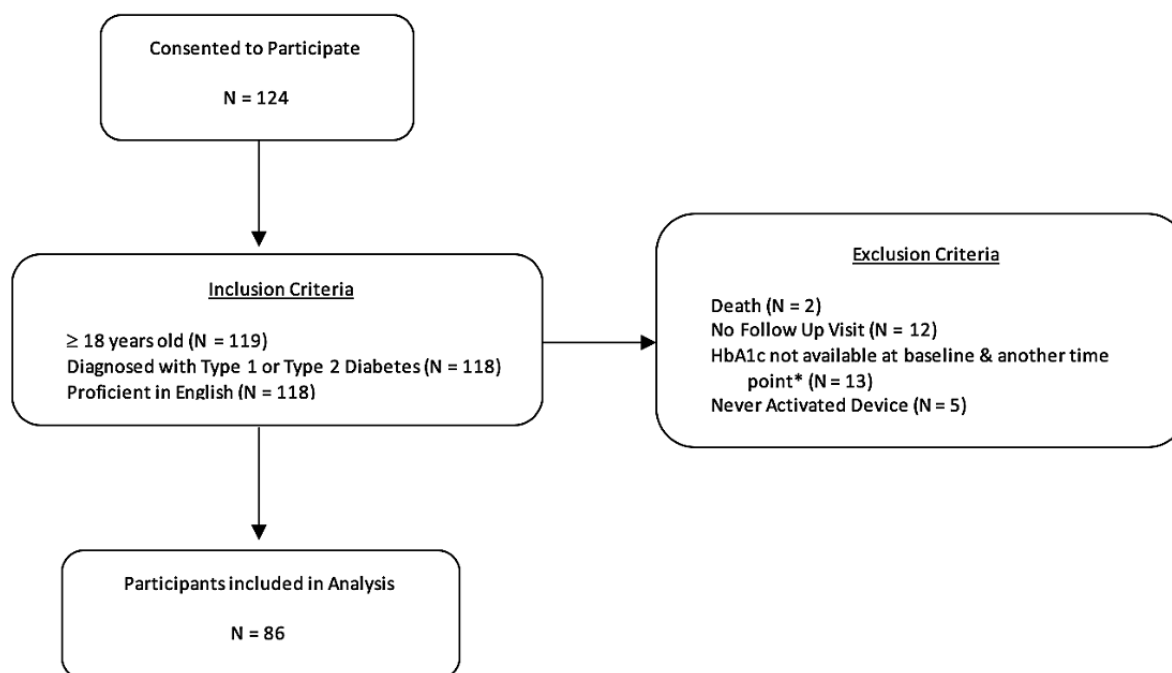 Consented to Participate
N = 124
Inclusion Criteria
≥ 18 years old (N = 119)
Diagnosed with Type 1 or Type 2 Diabetes (N = 118)
Proficient in English (N = 118)
Exclusion Criteria
Death (N = 2)
No Follow Up Visit (N = 12)
HbA1c not available at baseline & another time
point* (N = 13)
Never Activated Device (N = 5)
Participants included in Analysis
N = 86